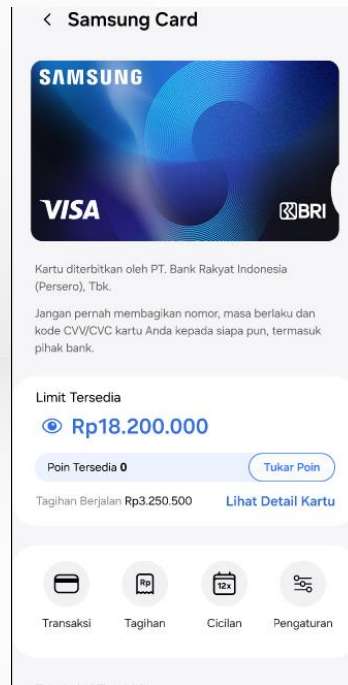 Samsung Card
SAMSUNG
VISA
BRI
Kartu diterbitkan oleh PT. Bank Rakyat Indonesia
(Persero), Tbk.
Jangan pernah membagikan nomor, masa berlaku dan
kode CVV/CVC kartu Anda kepada siapa pun, termasuk
pihak bank.
Limit Tersedia
Rp18.200.000
Poin Tersedia 0 Tukar Poin
Tagihan Berjalan Rp3.250.500 Lihat Detail Kartu
Rp 12x
Transaksi Tagihan Cicilan Pengaturan